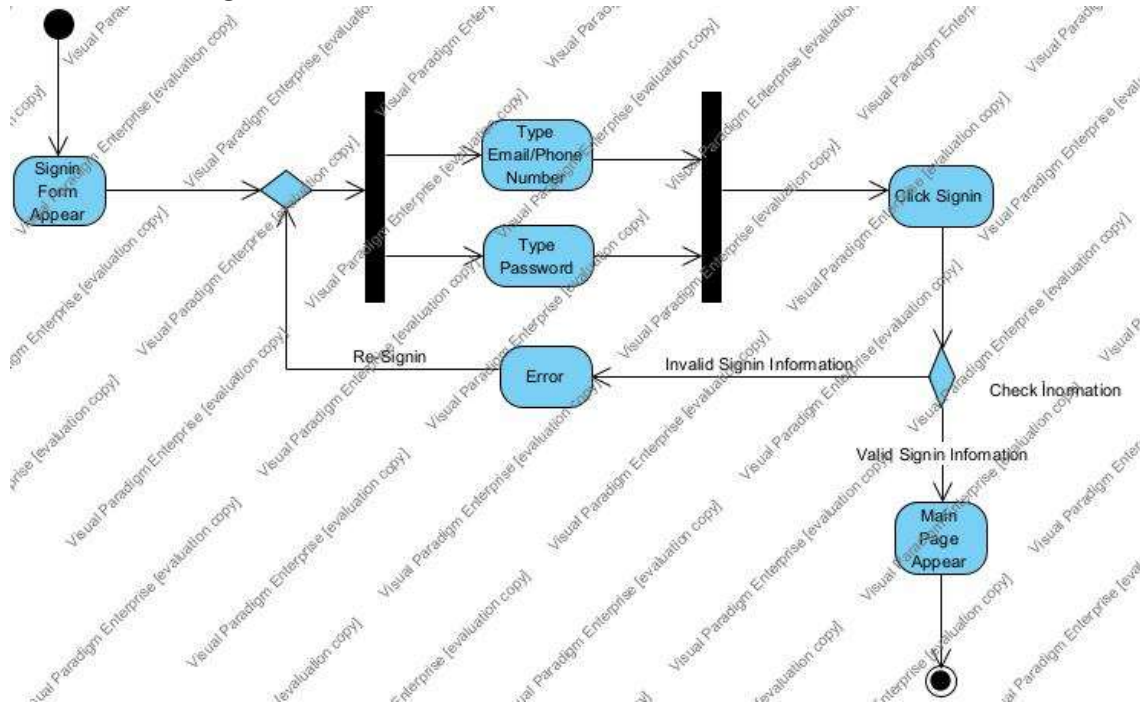 Signin
Form
Appear
Type
Email/Phone
Number
Type
Password
Click Signin
Re-Signin
Error
Invalid Signin Information
Check Inormation
Valid Signin Infomation
Main
Page
Appear
Visual Paradigm Enterprise [evaluation copy]